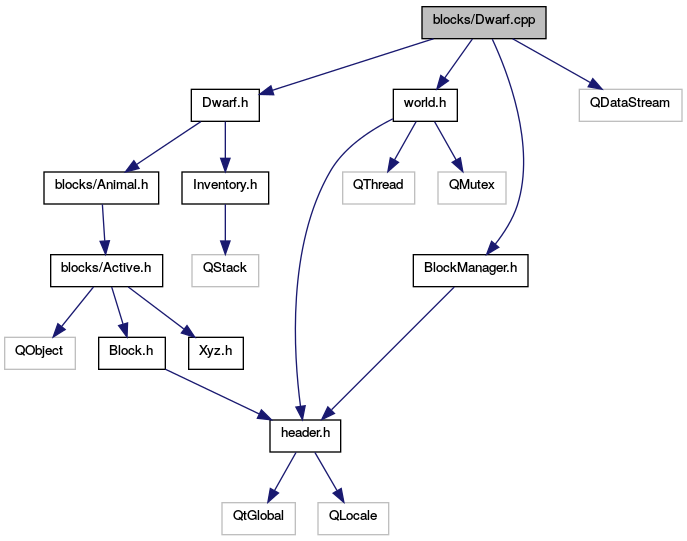 blocks/Dwarf.cpp
Dwarf.h
world.h
QDataStream
blocks/Animal.h
Inventory.h
QThread
QMutex
blocks/Active.h
QStack
BlockManager.h
QObject
Block.h
Xyz.h
header.h
QtGlobal
QLocale